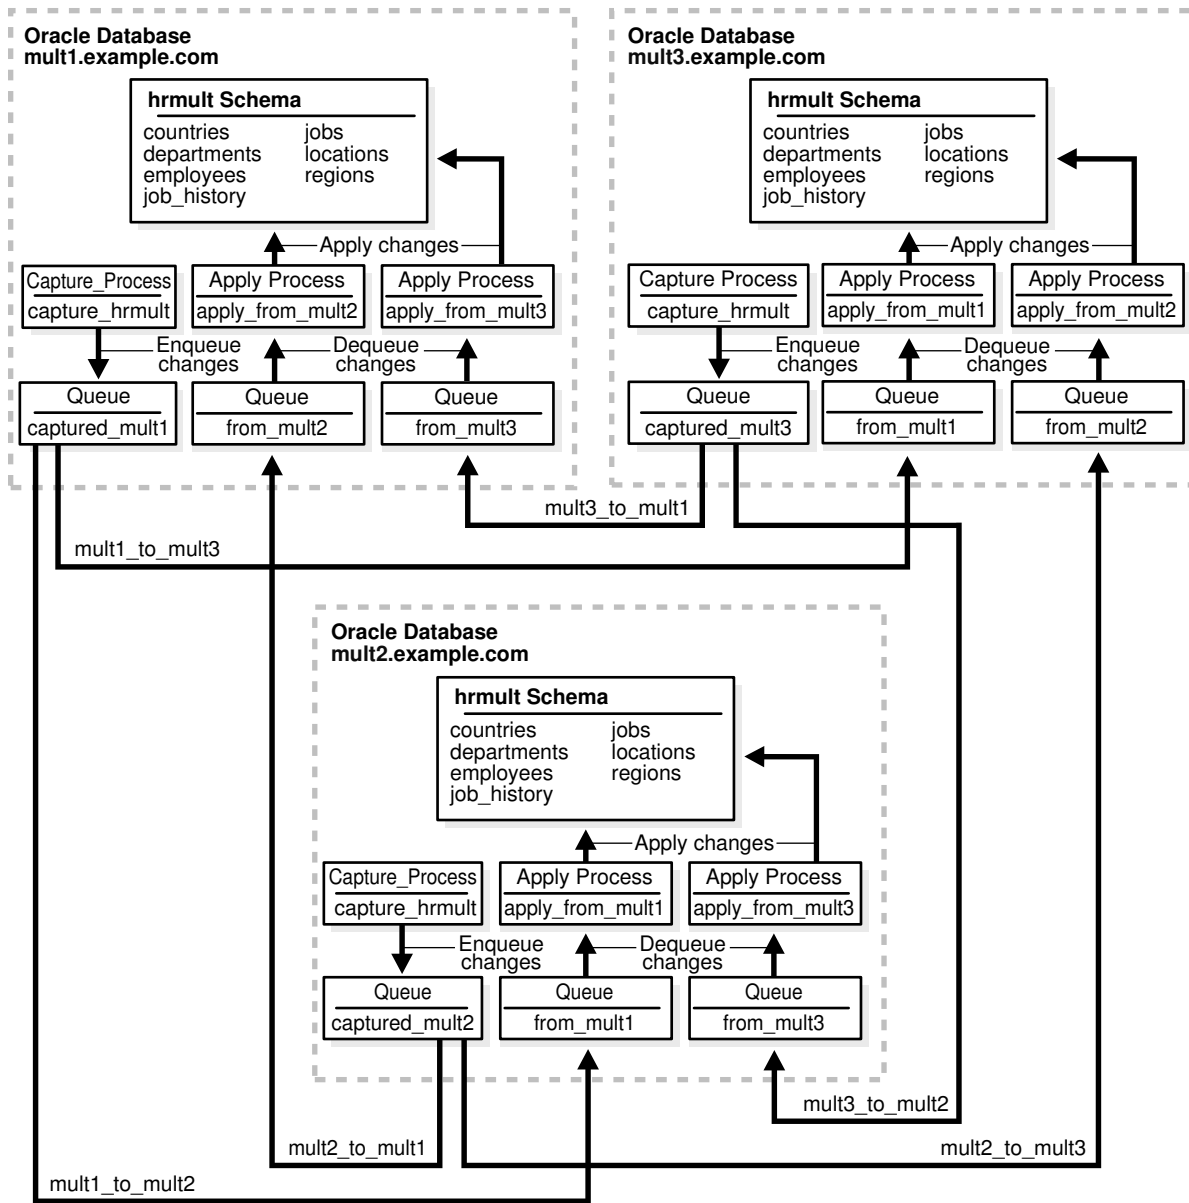 Oracle Database
mult1.example.com
hrmult Schema
countries jobs
departments locations
employees regions
job_history
Apply changes
Capture_Process
capture_hrmult
Apply Process
apply_from_mult2
Apply Process
apply_from_mult3
Enqueue
changes
Dequeue
changes
Queue
captured_mult1
Queue
from_mult2
Queue
from_mult3
Oracle Database
mult3.example.com
hrmult Schema
countries jobs
departments locations
employees regions
job_history
Apply changes
Capture Process
capture_hrmult
Apply Process
apply_from_mult1
Apply Process
apply_from_mult2
Enqueue
changes
Dequeue
changes
Queue
captured_mult3
Queue
from_mult1
Queue
from_mult2
mult3_to_mult1
mult1_to_mult3
Oracle Database
mult2.example.com
hrmult Schema
countries jobs
departments locations
employees regions
job_history
Apply changes
Capture_Process
capture_hrmult
Apply Process
apply_from_mult1
Apply Process
apply_from_mult3
Enqueue
changes
Dequeue
changes
Queue
captured_mult2
Queue
from_mult1
Queue
from_mult3
mult3_to_mult2
mult2_to_mult1
mult2_to_mult3
mult1_to_mult2